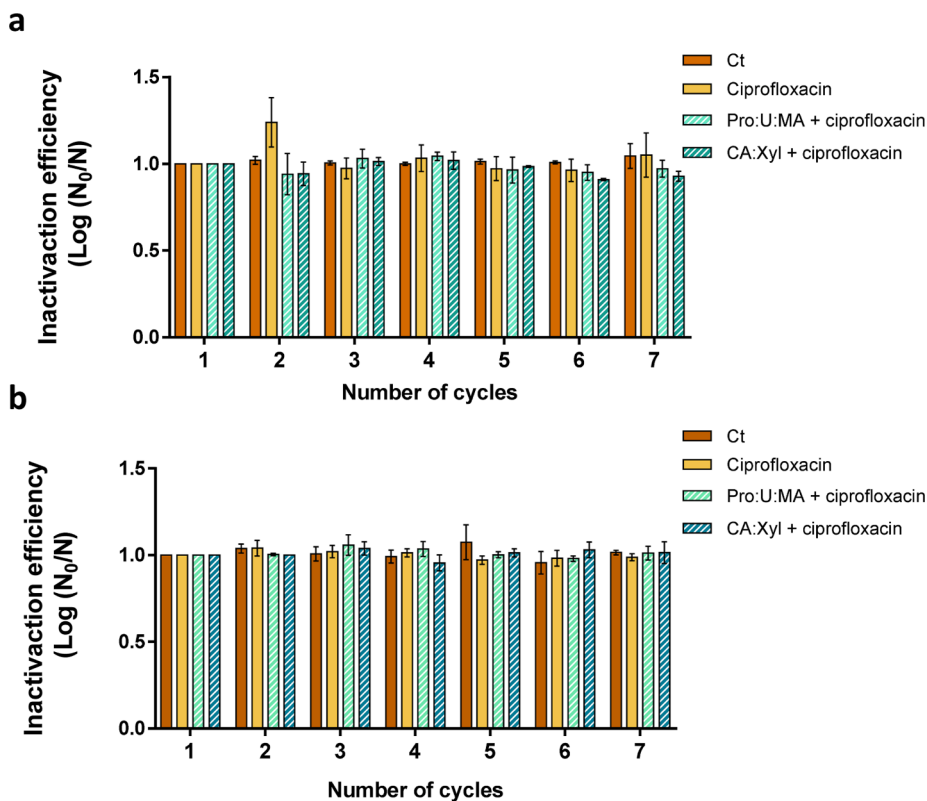 a
Inactivaction efficiency
(Log (N₀/N)
1.5
1.0
0.5
0.0
1 2 3 4 5 6 7
Number of cycles
Ct
Ciprofloxacin
Pro:U:MA + ciprofloxacin
CA:Xyl + ciprofloxacin
b
Inactivaction efficiency
(Log (N₀/N)
1.5
1.0
0.5
0.0
1 2 3 4 5 6 7
Number of cycles
Ct
Ciprofloxacin
Pro:U:MA + ciprofloxacin
CA:Xyl + ciprofloxacin